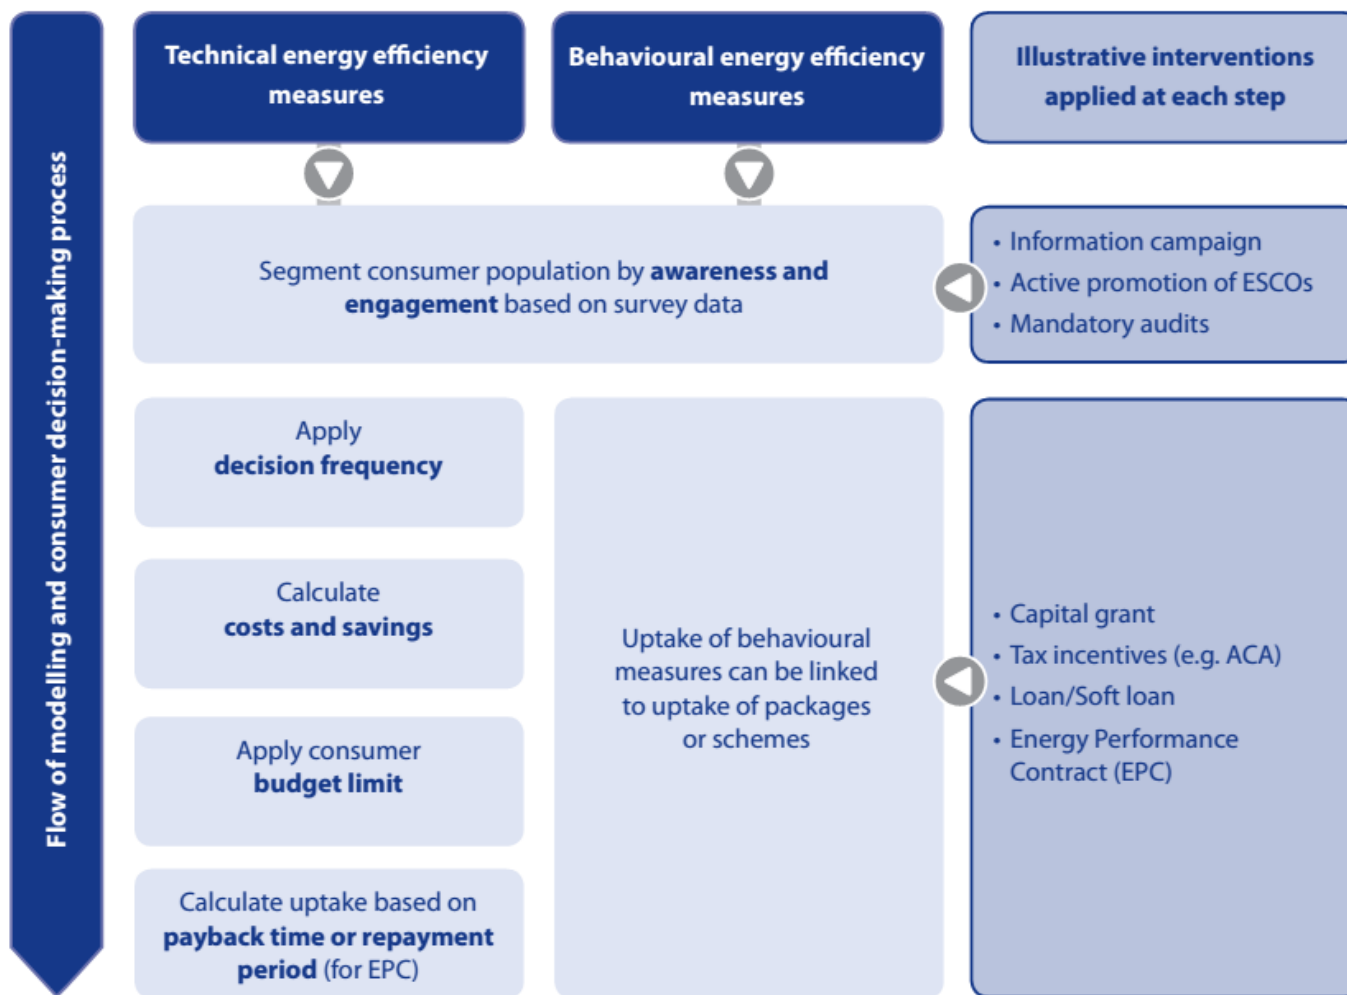 Flow of modelling and consumer decision-making process
Technical energy efficiency
measures
Behavioural energy efficiency
measures
Illustrative interventions
applied at each step
Segment consumer population by awareness and
engagement based on survey data
• Information campaign
• Active promotion of ESCOs
• Mandatory audits
Apply
decision frequency
Calculate
costs and savings
Apply consumer
budget limit
Calculate uptake based on
payback time or repayment
period (for EPC)
Uptake of behavioural
measures can be linked
to uptake of packages
or schemes
• Capital grant
• Tax incentives (e.g. ACA)
• Loan/Soft loan
• Energy Performance
Contract (EPC)